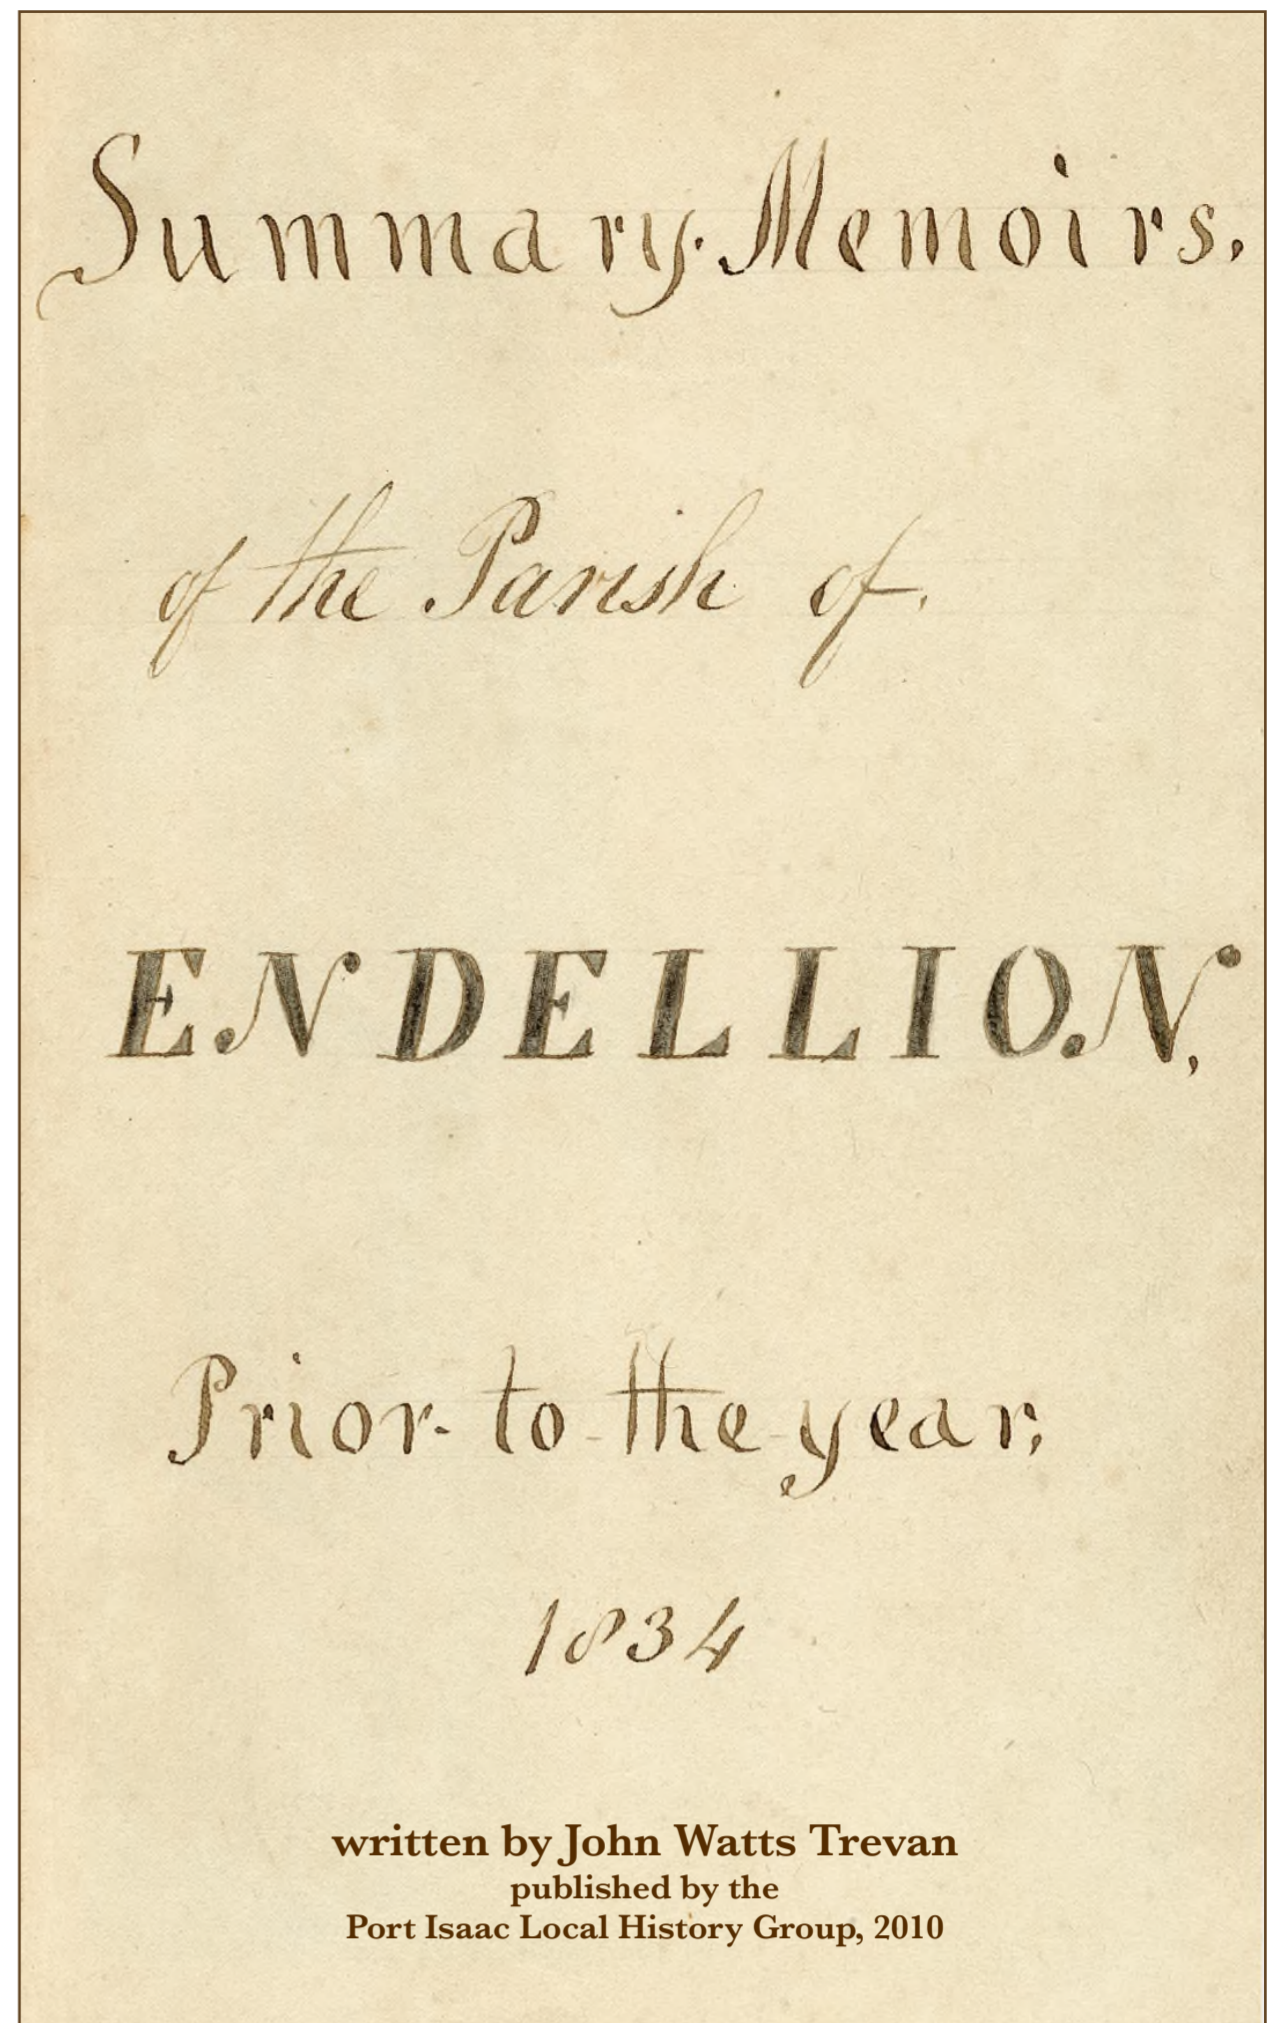 Summary. Memoirs.
of the Parish of.
ENDELLION,
Prior- to the year;
1834
written by John Watts Trevan
published by the
Port Isaac Local History Group, 2010